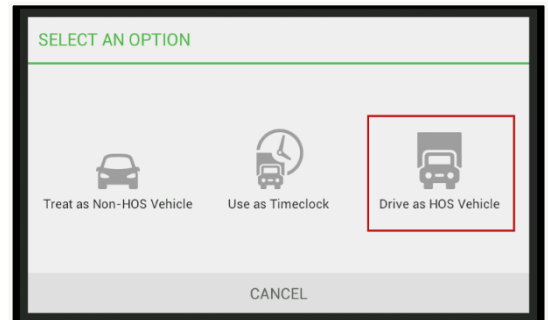 SELECT AN OPTION
Treat as Non-HOS Vehicle
Use as Timeclock
Drive as HOS Vehicle
CANCEL